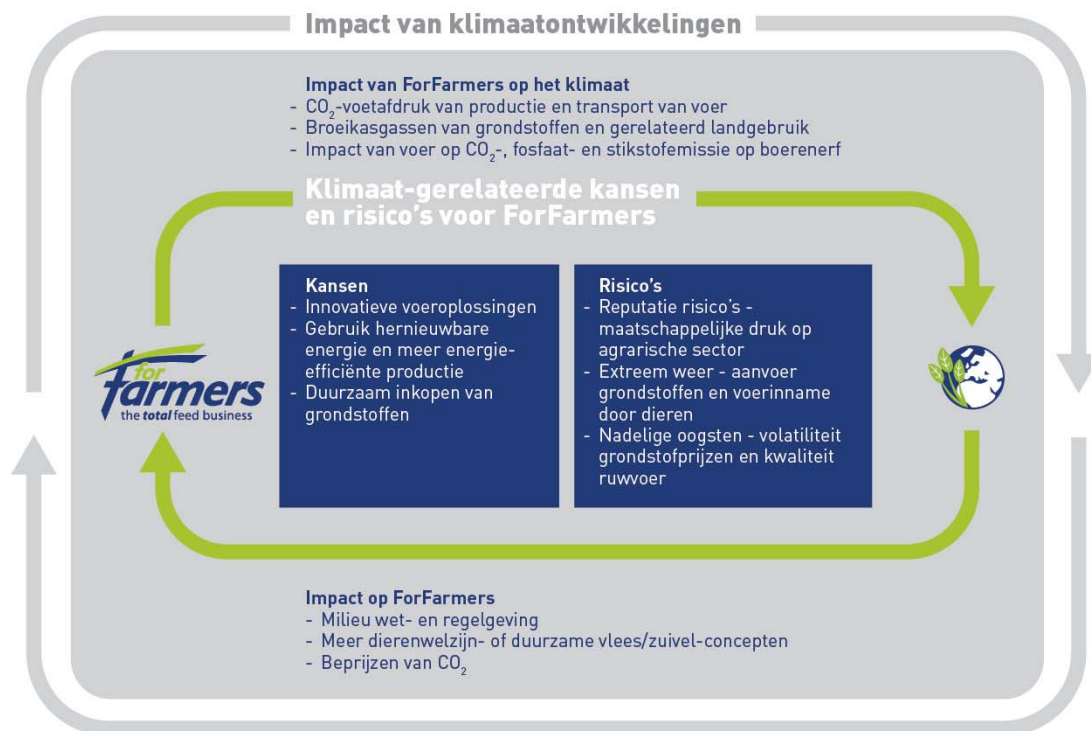 Impact van klimaatontwikkelingen
Impact van ForFarmers op het klimaat
- CO₂-voetafdruk van productie en transport van voer
- Broeikasgassen van grondstoffen en gerelateerd landgebruik
- Impact van voer op CO₂-, fosfaat- en stikstofemissie op boerenerf
Klimaat-gerelateerde kansen
en risico's voor ForFarmers
Kansen
- Innovatieve voeroplossingen
- Gebruik hernieuwbare
energie en meer energie-
efficiënte productie
- Duurzaam inkopen van
grondstoffen
Risico's
- Reputatie risico's -
maatschappelijke druk op
agrarische sector
- Extreem weer - aanvoer
grondstoffen en voerinname
door dieren
- Nadelige oogsten - volatiliteit
grondstofprijzen en kwaliteit
ruwvoer
for
farmers
the total feed business
Impact op ForFarmers
- Milieu wet- en regelgeving
- Meer dierenwelzijn- of duurzame vlees/zuivel-concepten
- Beprijzen van CO₂